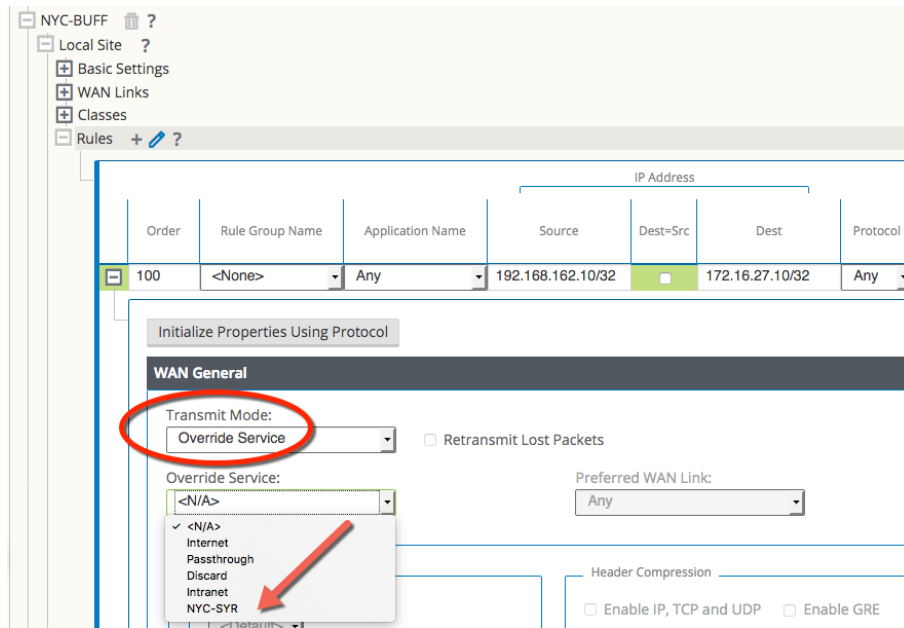 NYC-BUFF ?
Local Site ?
Basic Settings
WAN Links
Classes
Rules + ?
IP Address
Order Rule Group Name Application Name Source Dest=Src Dest Protocol
100 <None> Any 192.168.162.10/32 172.16.27.10/32 Any
Initialize Properties Using Protocol
WAN General
Transmit Mode:
Override Service Retransmit Lost Packets
Override Service: Preferred WAN Link:
<N/A> Any
✓ <N/A>
Internet
Passthrough
Discard
Intranet
NYC-SYR
Header Compression
Enable IP, TCP and UDP Enable GRE
<Default>